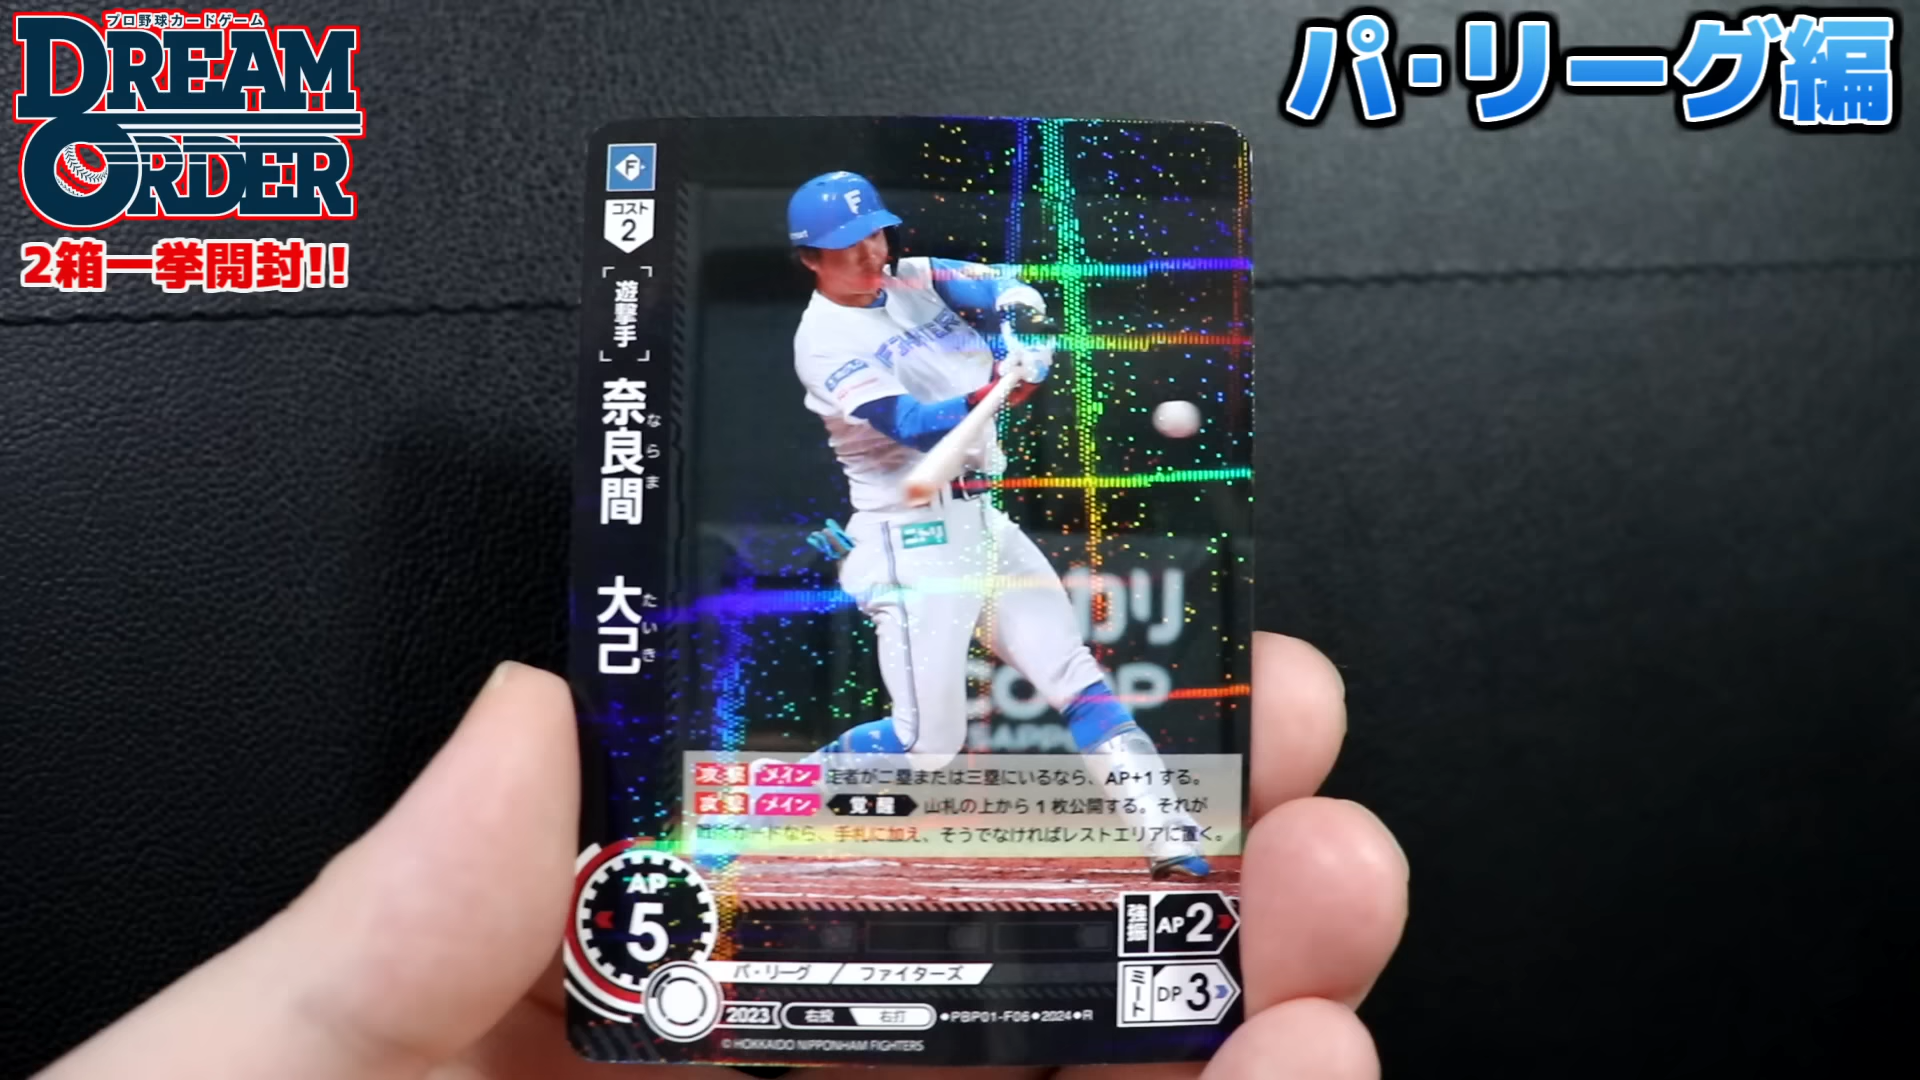 プロ野球カードゲーム
DREAM
ORDER
2箱一挙開封!!
パ・リーグ編
F
コスト
2
遊撃手
奈良間 大己
ならま たいき
F
攻撃 メイン 走者が二塁または三塁にいるなら、AP+1する。
攻撃 メイン 覚醒 山札の上から1枚公開する。それが
カードなら、手札に加え、そうでなければレストエリアに置く。
AP
5
強振 AP 2
ミート DP 3
パ・リーグ / ファイターズ
2023 右投 右打 ●PBP01-F06●2024●R
© HOKKAIDO NIPPONHAM FIGHTERS